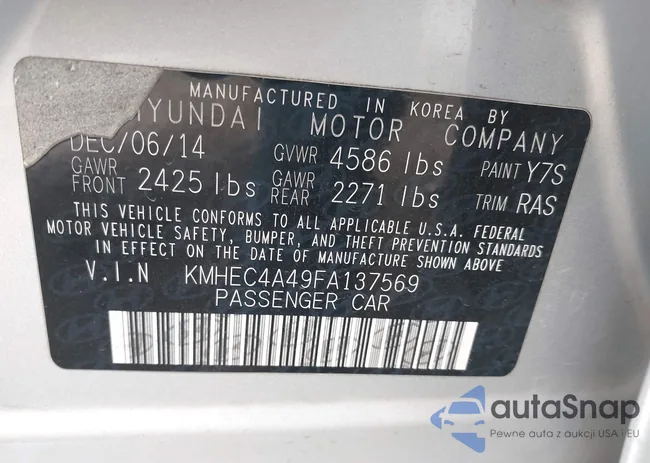 MANUFACTURED IN KOREA BY
HYUNDAI MOTOR COMPANY
DEC/06/14 GVWR 4586 lbs PAINT Y7S
GAWR FRONT 2425 lbs GAWR REAR 2271 lbs TRIM RAS
THIS VEHICLE CONFORMS TO ALL APPLICABLE U.S.A. FEDERAL
MOTOR VEHICLE SAFETY, BUMPER, AND THEFT PREVENTION STANDARDS
IN EFFECT ON THE DATE OF MANUFACTURE SHOWN ABOVE
V.I.N KMHEC4A49FA137569
PASSENGER CAR
autoSnap
Pewne auta z aukcji USA i EU